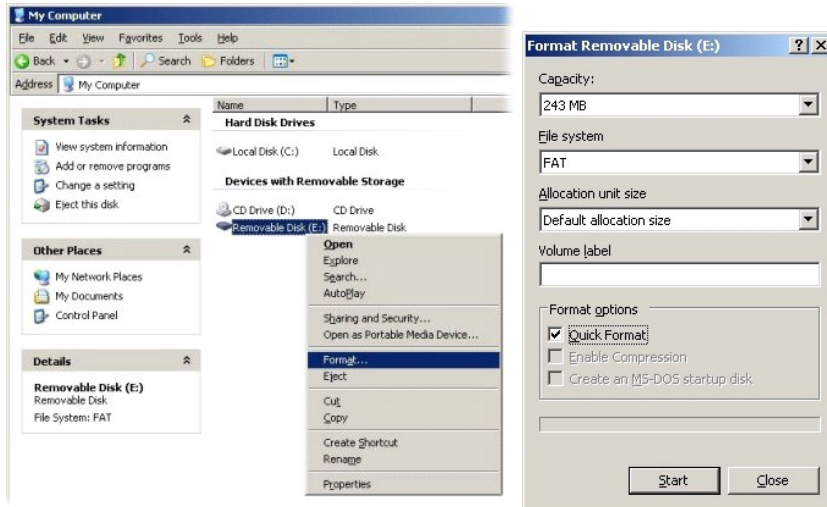 My Computer
File Edit View Favorites Tools Help
Back Search Folders
Address My Computer
System Tasks
View system information
Add or remove programs
Change a setting
Eject this disk
Other Places
My Network Places
My Documents
Control Panel
Details
Removable Disk (E:)
Removable Disk
File System: FAT
Name Type
Hard Disk Drives
Local Disk (C:) Local Disk
Devices with Removable Storage
CD Drive (D:) CD Drive
Removable Disk (E:) Removable Disk
Open
Explore
Search...
AutoPlay
Sharing and Security...
Open as Portable Media Device...
Format...
Eject
Cut
Copy
Create Shortcut
Rename
Properties
Format Removable Disk (E:)
Capacity:
243 MB
File system
FAT
Allocation unit size
Default allocation size
Volume label
Format options
Quick Format
Enable Compression
Create an MS-DOS startup disk
Start Close